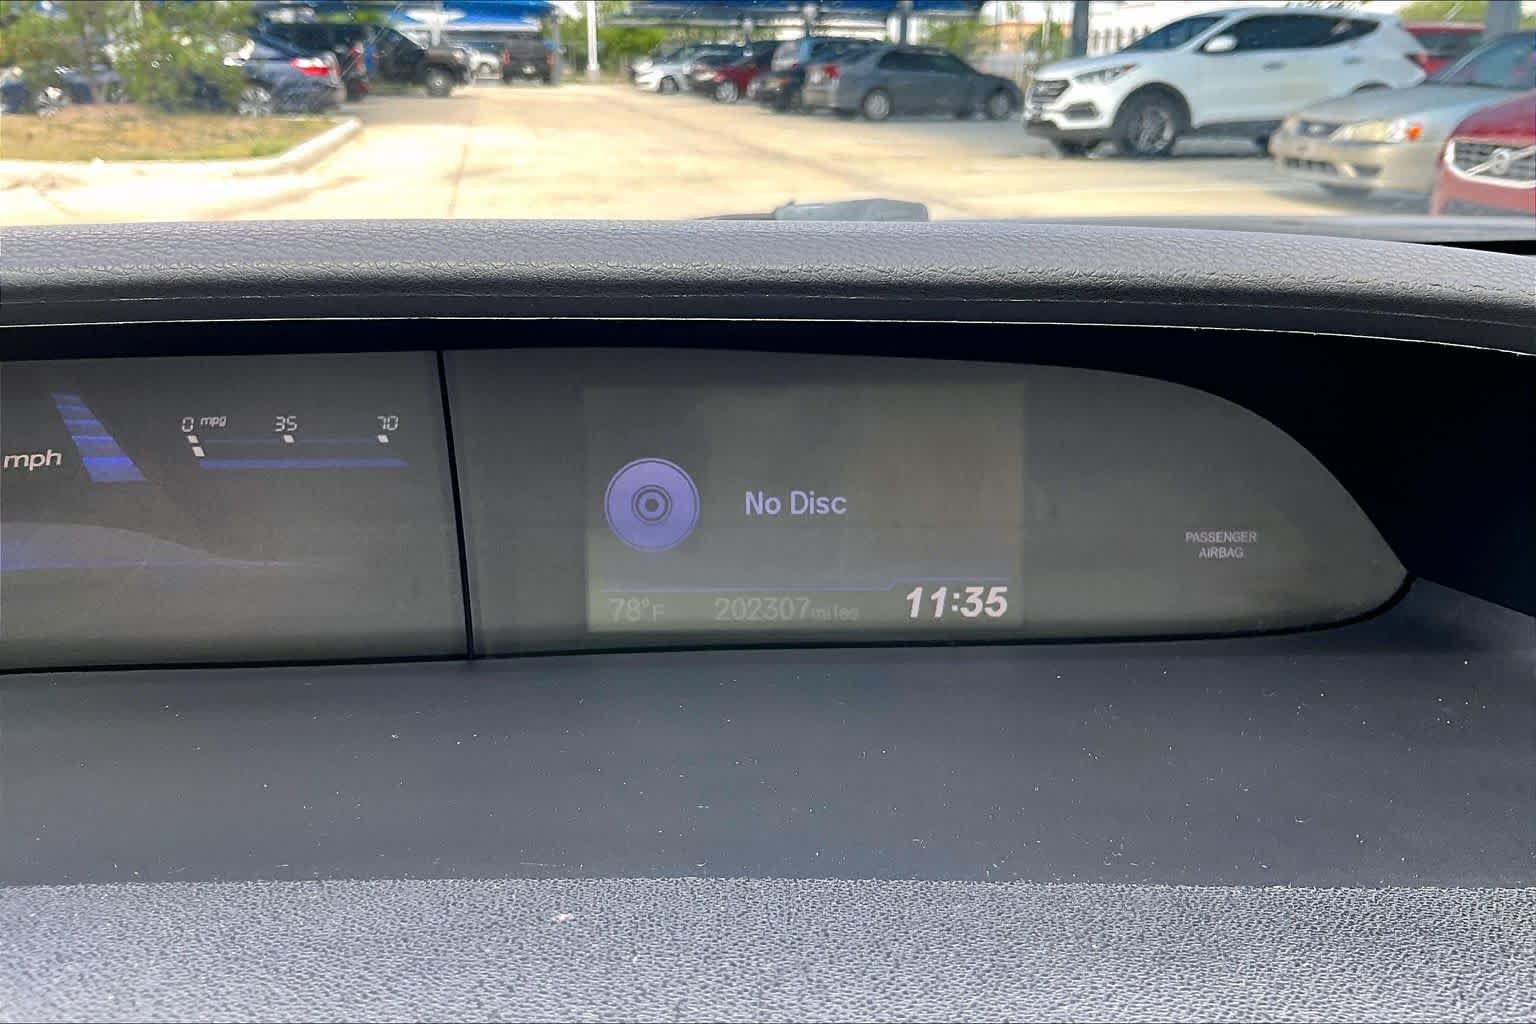 0 mpg 35 70
mph
No Disc
PASSENGER
AIRBAG
78°F 202307 miles 11:35